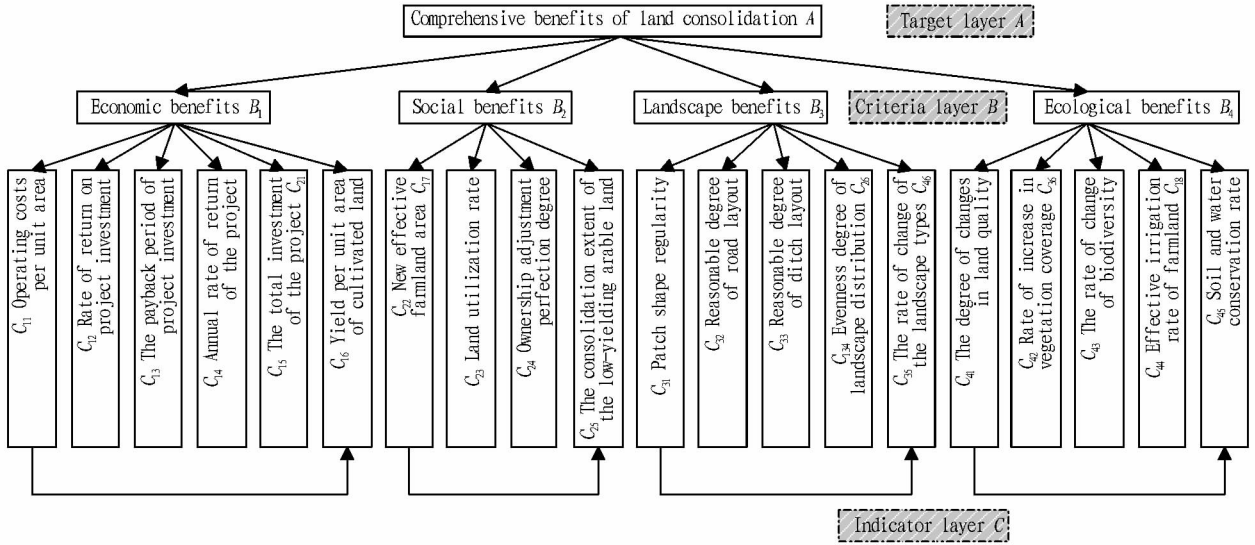 Comprehensive benefits of land consolidation A
Target layer A
Economic benefits B1
Social benefits B2
Landscape benefits B3
Criteria layer B
Ecological benefits B4
C11 Operating costs
per unit area
C12 Rate of return on
project investment
C13 The payback period of
project investment
C14 Annual rate of return
of the project
C15 The total investment
of the project C21
C16 Yield per unit area
of cultivated land
C22 New effective
farmland area C17
C23 Land utilization rate
C24 Ownership adjustment
perfection degree
C25 The consolidation extent of
the low-yielding arable land
C31 Patch shape regularity
C32 Reasonable degree
of road layout
C33 Reasonable degree
of ditch layout
C134 Evenness degree of
landscape distribution C26
C35 The rate of change of
the landscape types C46
C41 The degree of changes
in land quality
C42 Rate of increase in
vegetation coverage C36
C43 The rate of change
of biodiversity
C44 Effective irrigation
rate of farmland C18
C45 Soil and water
conservation
Indicator layer C